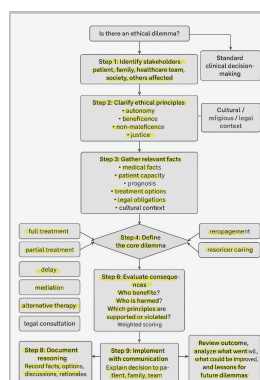 Is there an ethical dilemma?
Step 1: Identify stakeholders
patient, family, healthcare team,
society, others affected
Standard
clinical decision-
making
Step 2: Clarify ethical principles
• autonomy
• beneficence
• non-maleficence
• justice
Cultural /
religious / legal
context
Step 3: Gather relevant facts
• medical facts
• patient capacity
• prognosis
• treatment options
• legal obligations
• cultural context
full treatment
partial treatment
delay
mediation
alternative therapy
legal consultation
Step 4: Define
the core dilemma
reropagement
resoricer caring
Step 6: Evaluate conseque-
nces
Who benefite?
Who is harmed?
Which principles are
supported or violated?
Weighted scoring
Step 8: Document
reasoning
Record facts, options,
discussions, rationales
Step 9: Implement
with communication
Explain decision to pa-
tient, family, team
Review outcome,
analyze what went wil,
what could be improved,
and lessons for
future dilemmas